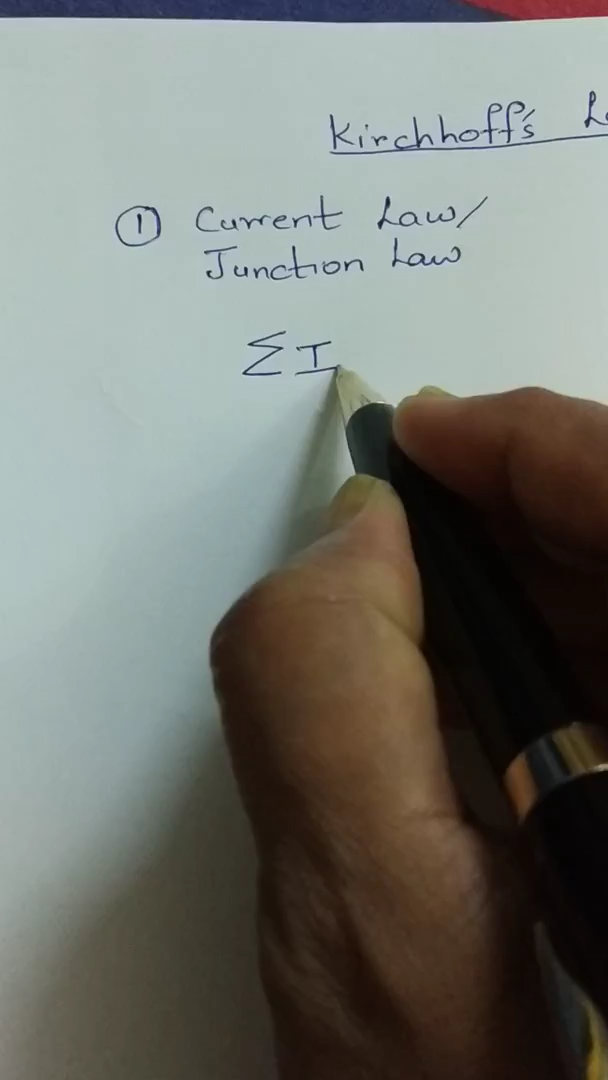 Kirchhoff's
① Current Law/
Junction Law
ΣI